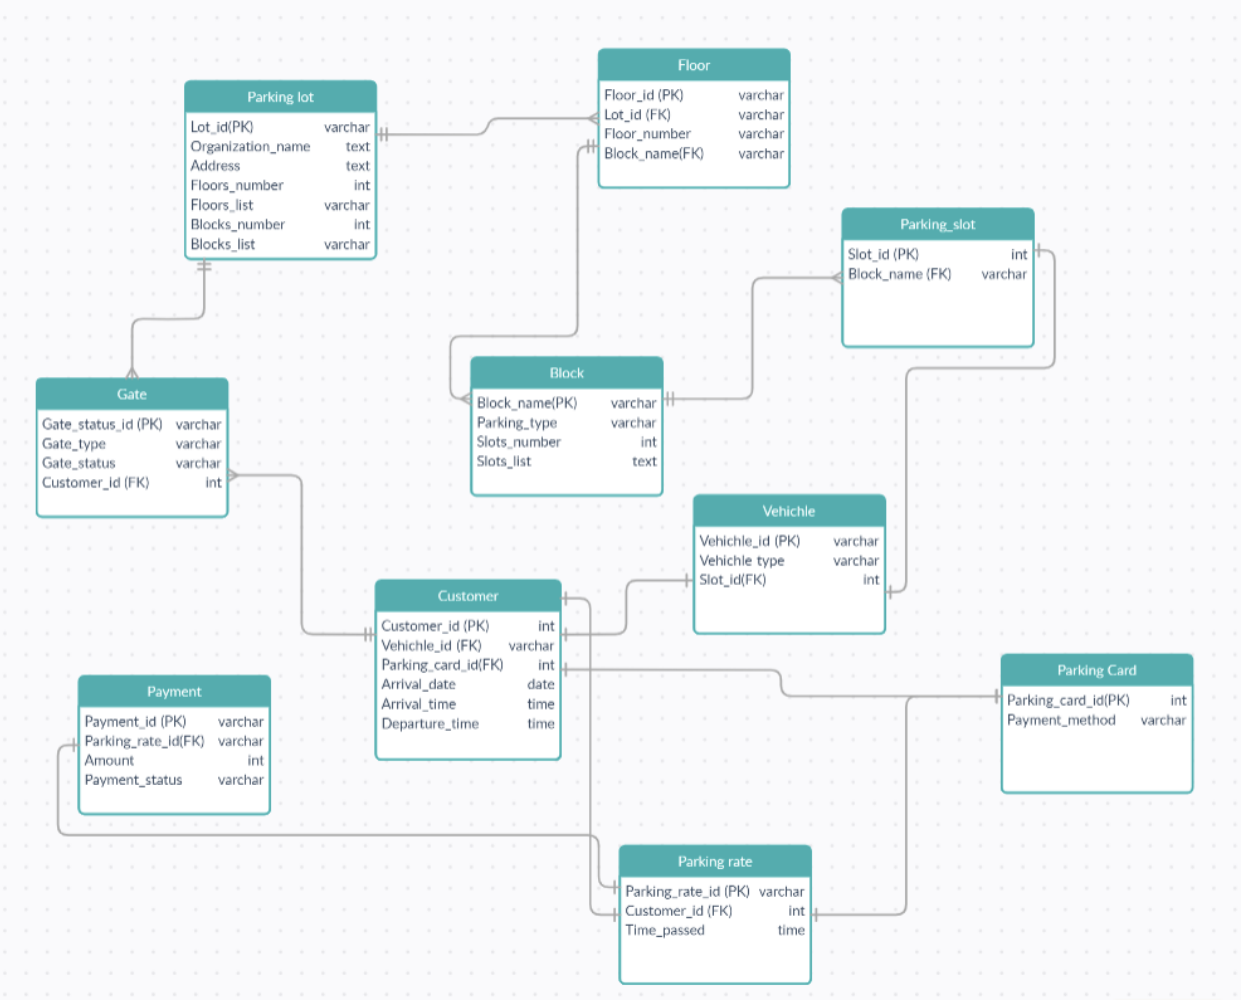 Parking lot
Lot_id(PK) varchar
Organization_name text
Address text
Floors_number int
Floors_list varchar
Blocks_number int
Blocks_list varchar
Floor
Floor_id (PK) varchar
Lot_id (FK) varchar
Floor_number varchar
Block_name(FK) varchar
Parking_slot
Slot_id (PK) int
Block_name (FK) varchar
Gate
Gate_status_id (PK) varchar
Gate_type varchar
Gate_status varchar
Customer_id (FK) int
Block
Block_name(PK) varchar
Parking_type varchar
Slots_number int
Slots_list text
Vehichle
Vehichle_id (PK) varchar
Vehichle type varchar
Slot_id(FK) int
Customer
Customer_id (PK) int
Vehichle_id (FK) varchar
Parking_card_id(FK) int
Arrival_date date
Arrival_time time
Departure_time time
Payment
Payment_id (PK) varchar
Parking_rate_id(FK) varchar
Amount int
Payment_status varchar
Parking Card
Parking_card_id(PK) int
Payment_method varchar
Parking rate
Parking_rate_id (PK) varchar
Customer_id (FK) int
Time_passed time